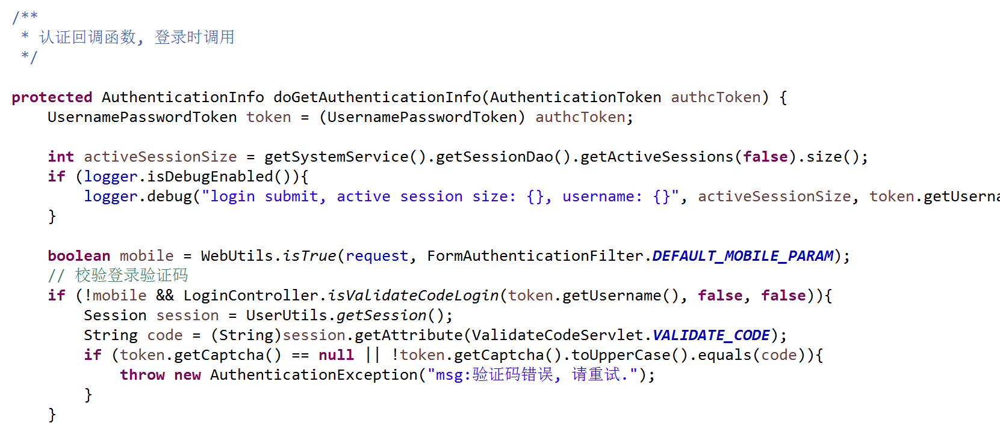 /**
 * 认证回调函数, 登录时调用
 */
protected AuthenticationInfo doGetAuthenticationInfo(AuthenticationToken authcToken) {
    UsernamePasswordToken token = (UsernamePasswordToken) authcToken;
    int activeSessionSize = getSystemService().getSessionDao().getActiveSessions(false).size();
    if (logger.isDebugEnabled()){
        logger.debug("login submit, active session size: {}, username: {}", activeSessionSize, token.getUserna
    }
    boolean mobile = WebUtils.isTrue(request, FormAuthenticationFilter.DEFAULT_MOBILE_PARAM);
    // 校验登录验证码
    if (!mobile && LoginController.isValidateCodeLogin(token.getUsername(), false, false)){
        Session session = UserUtils.getSession();
        String code = (String)session.getAttribute(ValidateCodeServlet.VALIDATE_CODE);
        if (token.getCaptcha() == null || !token.getCaptcha().toUpperCase().equals(code)){
            throw new AuthenticationException("msg:验证码错误, 请重试.");
        }
    }